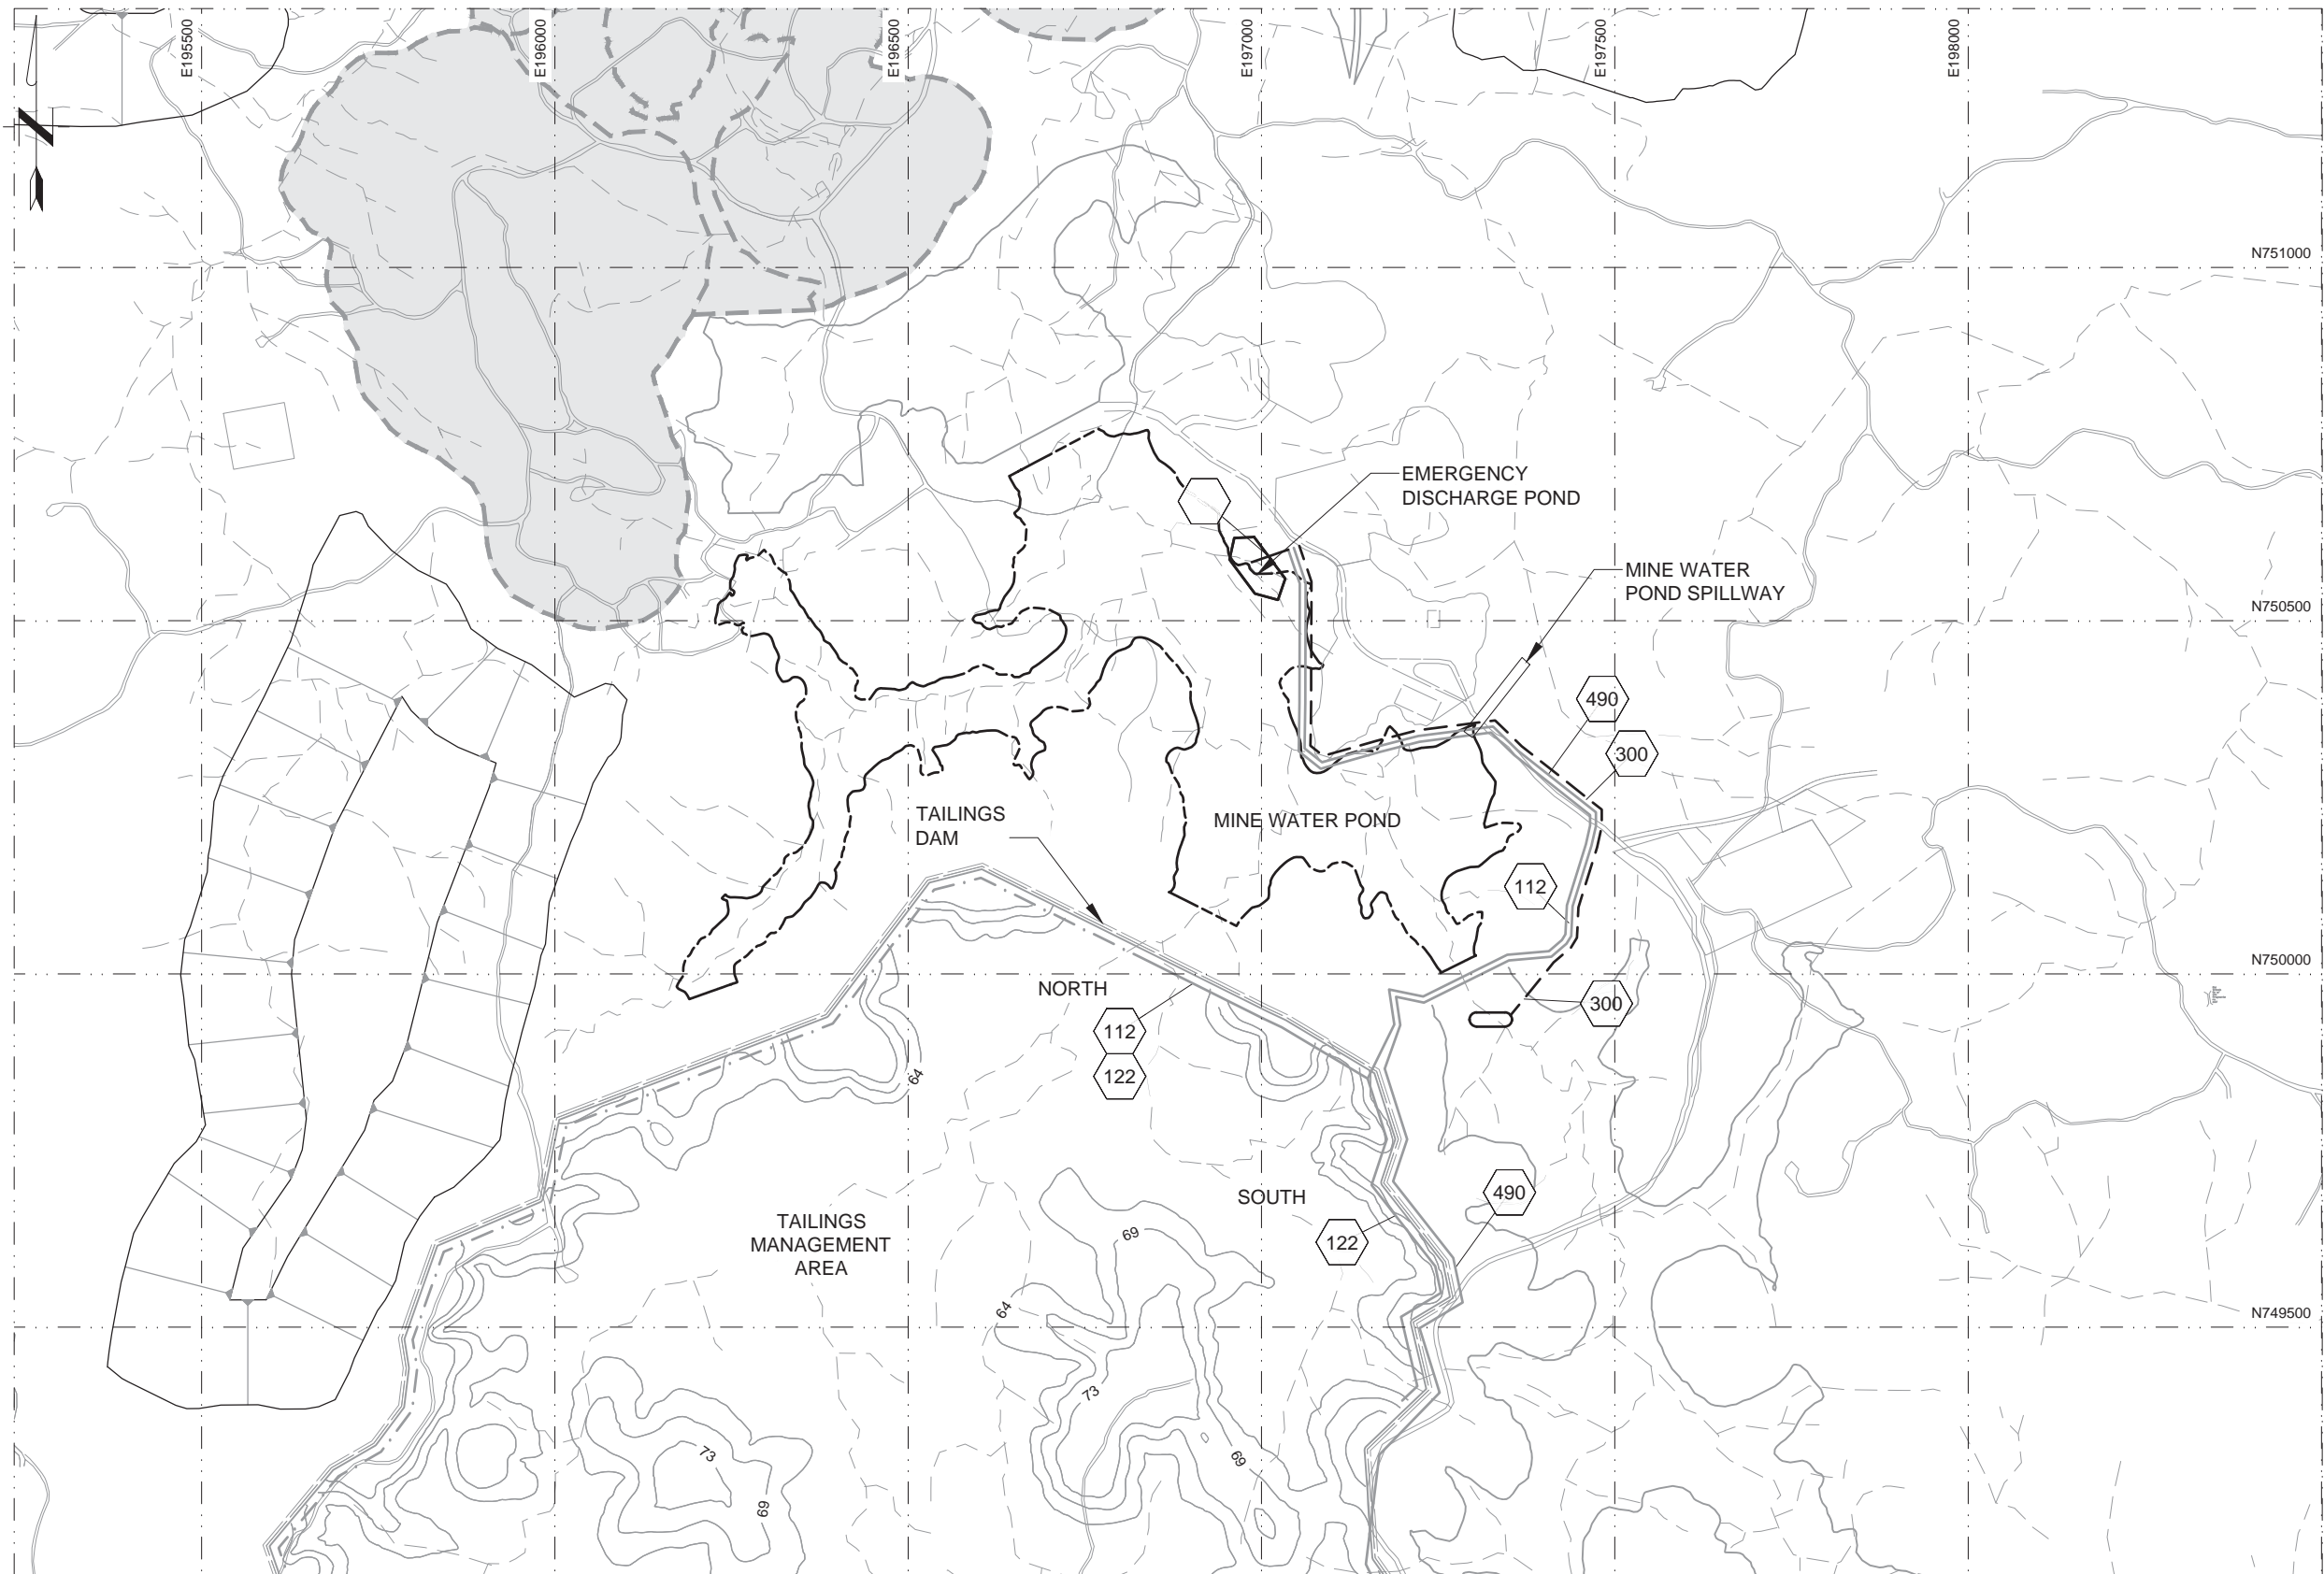 E195500
E196000
E196500
E197000
E197500
E198000
N
N751000
EMERGENCY
DISCHARGE POND
MINE WATER
POND SPILLWAY
N750500
490
300
TAILINGS
DAM
MINE WATER POND
112
N750000
NORTH
300
112
122
64
SOUTH
490
TAILINGS
MANAGEMENT
AREA
69
122
64
N749500
73
73
69
69